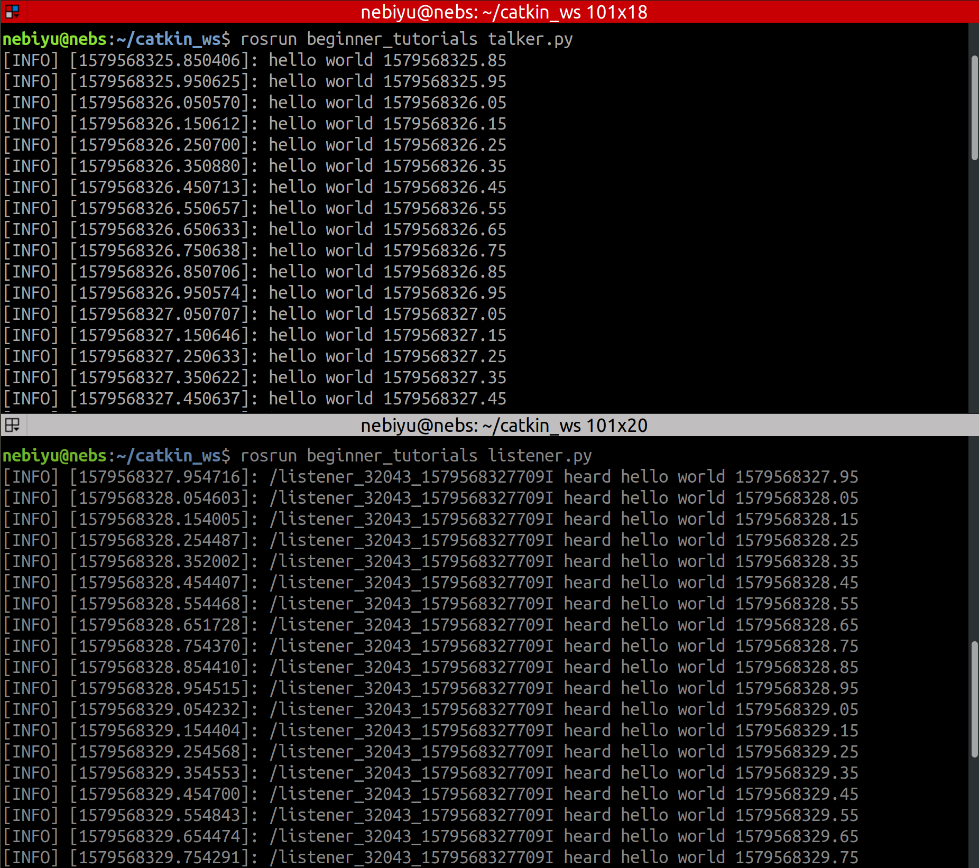 nebiyu@nebs: ~/catkin_ws 101x18
nebiyu@nebs:~/catkin_ws$ rosrun beginner_tutorials talker.py
[INFO] [1579568325.850406]: hello world 1579568325.85
[INFO] [1579568325.950625]: hello world 1579568325.95
[INFO] [1579568326.050570]: hello world 1579568326.05
[INFO] [1579568326.150612]: hello world 1579568326.15
[INFO] [1579568326.250700]: hello world 1579568326.25
[INFO] [1579568326.350880]: hello world 1579568326.35
[INFO] [1579568326.450713]: hello world 1579568326.45
[INFO] [1579568326.550657]: hello world 1579568326.55
[INFO] [1579568326.650633]: hello world 1579568326.65
[INFO] [1579568326.750638]: hello world 1579568326.75
[INFO] [1579568326.850706]: hello world 1579568326.85
[INFO] [1579568326.950574]: hello world 1579568326.95
[INFO] [1579568327.050707]: hello world 1579568327.05
[INFO] [1579568327.150646]: hello world 1579568327.15
[INFO] [1579568327.250633]: hello world 1579568327.25
[INFO] [1579568327.350622]: hello world 1579568327.35
[INFO] [1579568327.450637]: hello world 1579568327.45
nebiyu@nebs: ~/catkin_ws 101x20
nebiyu@nebs:~/catkin_ws$ rosrun beginner_tutorials listener.py
[INFO] [1579568327.954716]: /listener_32043_1579568327709I heard hello world 1579568327.95
[INFO] [1579568328.054603]: /listener_32043_1579568327709I heard hello world 1579568328.05
[INFO] [1579568328.154005]: /listener_32043_1579568327709I heard hello world 1579568328.15
[INFO] [1579568328.254487]: /listener_32043_1579568327709I heard hello world 1579568328.25
[INFO] [1579568328.352002]: /listener_32043_1579568327709I heard hello world 1579568328.35
[INFO] [1579568328.454407]: /listener_32043_1579568327709I heard hello world 1579568328.45
[INFO] [1579568328.554468]: /listener_32043_1579568327709I heard hello world 1579568328.55
[INFO] [1579568328.651728]: /listener_32043_1579568327709I heard hello world 1579568328.65
[INFO] [1579568328.754370]: /listener_32043_1579568327709I heard hello world 1579568328.75
[INFO] [1579568328.854410]: /listener_32043_1579568327709I heard hello world 1579568328.85
[INFO] [1579568328.954515]: /listener_32043_1579568327709I heard hello world 1579568328.95
[INFO] [1579568329.054232]: /listener_32043_1579568327709I heard hello world 1579568329.05
[INFO] [1579568329.154404]: /listener_32043_1579568327709I heard hello world 1579568329.15
[INFO] [1579568329.254568]: /listener_32043_1579568327709I heard hello world 1579568329.25
[INFO] [1579568329.354553]: /listener_32043_1579568327709I heard hello world 1579568329.35
[INFO] [1579568329.454700]: /listener_32043_1579568327709I heard hello world 1579568329.45
[INFO] [1579568329.554843]: /listener_32043_1579568327709I heard hello world 1579568329.55
[INFO] [1579568329.654474]: /listener_32043_1579568327709I heard hello world 1579568329.65
[INFO] [1579568329.754291]: /listener_32043_1579568327709I heard hello world 1579568329.75